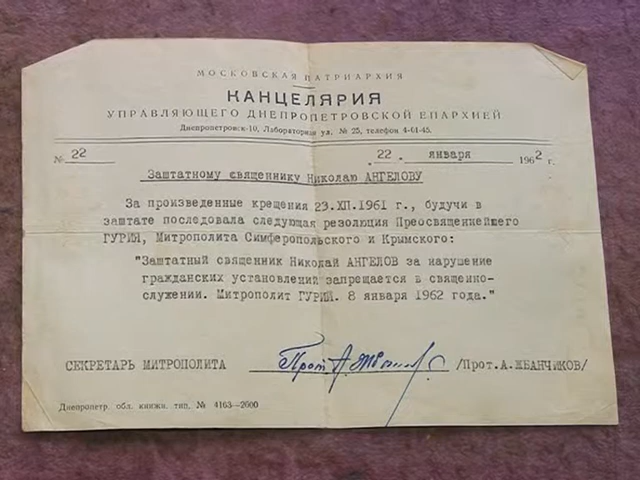 МОСКОВСКАЯ ПАТРИАРХИЯ
КАНЦЕЛЯРИЯ
УПРАВЛЯЮЩЕГО ДНЕПРОПЕТРОВСКОЙ ЕПАРХИЕЙ
Днепропетровск-10, Лабораторная ул. № 25, телефон 4-61-45.
№ 22 22 января 1962 г.
Заштатному священнику Николаю АНГЕЛОВУ
За произведенные крещения 23.XII.1961 г., будучи в
заштате последовала следующая резолюция Преосвященнейшего
ГУРИЯ, Митрополита Симферопольского и Крымского:
"Заштатный священник Николай АНГЕЛОВ за нарушение
гражданских установлений запрещается в священно-
служении. Митрополит ГУРИЙ. 8 января 1962 года."
СЕКРЕТАРЬ МИТРОПОЛИТА Прот /Прот.А.ЖБАНЧИКОВ/
Днепропетр. обл. книжн. тип. № 4163—2000